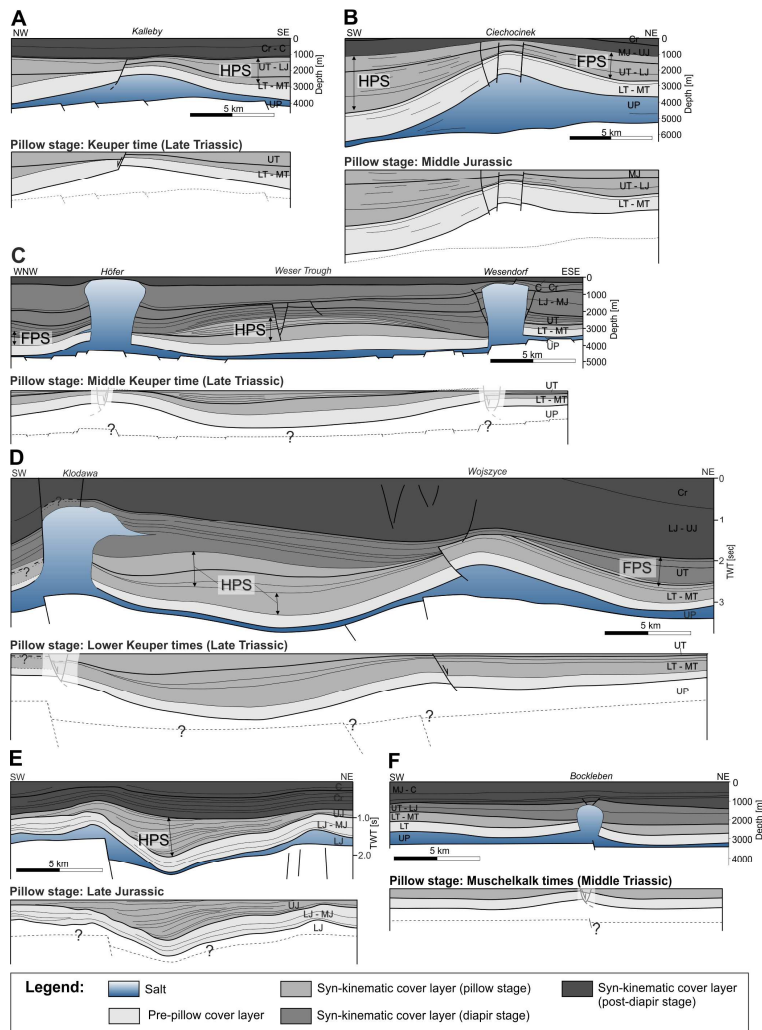 A
NW
Kalleby
SE
0
Cr - C
1000
HPS
UT - LJ
2000
LT - MT
3000
UP
4000
Depth [m]
5 km
Pillow stage: Keuper time (Late Triassic)
UT
LT - MT
B
SW
Ciechocinek
NE
Cr
0
MJ - UJ
1000
FPS
HPS
UT - LJ
2000
LT - MT
3000
UP
4000
5000
6000
Depth [m]
5 km
Pillow stage: Middle Jurassic
MJ
UT - LJ
LT - MT
C
WNW
Höfer
Weser Trough
Wesendorf
ESE
0
C - Cr
1000
LJ - MJ
2000
HPS
FPS
UT
3000
LT - MT
4000
UP
5000
Depth [m]
5 km
Pillow stage: Middle Keuper time (Late Triassic)
UT
LT - MT
UP
? ? ?
D
SW
Klodawa
Wojszyce
NE
0
?
Cr
LJ - UJ
1
2
FPS
UT
HPS
?
LT - MT
3
UP
TWT [sec]
5 km
Pillow stage: Lower Keuper times (Late Triassic)
UT
?
LT - MT
UP
? ? ?
E
SW
NE
C
Cr
UJ
1.0
HPS
LJ - MJ
LJ
2.0
TWT [s]
5 km
Pillow stage: Late Jurassic
UJ
LJ - MJ
LJ
? ?
F
SW
Bockleben
NE
MJ - C
0
UT - LJ
1000
LT - MT
LT
2000
UP
3000
4000
Depth [m]
5 km
Pillow stage: Muschelkalk times (Middle Triassic)
?
Legend:
Salt
Pre-pillow cover layer
Syn-kinematic cover layer (pillow stage)
Syn-kinematic cover layer (diapir stage)
Syn-kinematic cover layer
(post-diapir stage)